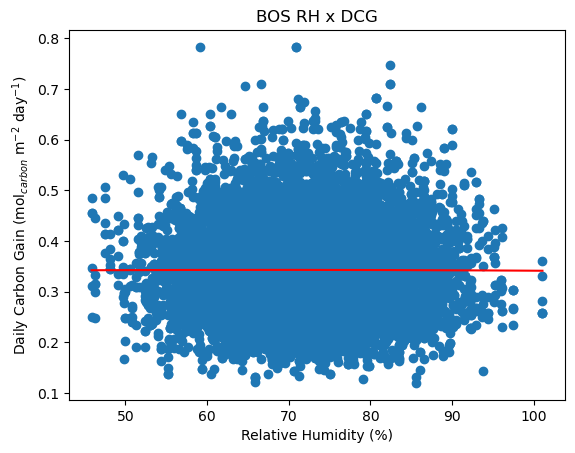 BOS RH x DCG
Daily Carbon Gain (mol$_{carbon}$ m$^{-2}$ day$^{-1}$)
0.8
0.7
0.6
0.5
0.4
0.3
0.2
0.1
50 60 70 80 90 100
Relative Humidity (%)